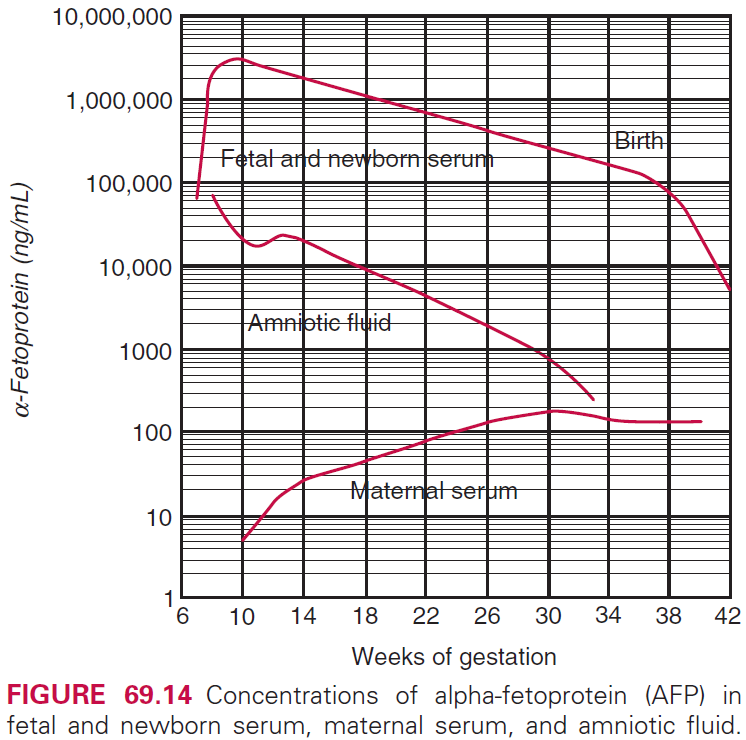 10,000,000
1,000,000
100,000
10,000
1000
100
10
1
α-Fetoprotein (ng/mL)
Birth
Fetal and newborn serum
Amniotic fluid
Maternal serum
6 10 14 18 22 26 30 34 38 42
Weeks of gestation
FIGURE 69.14 Concentrations of alpha-fetoprotein (AFP) in
fetal and newborn serum, maternal serum, and amniotic fluid.